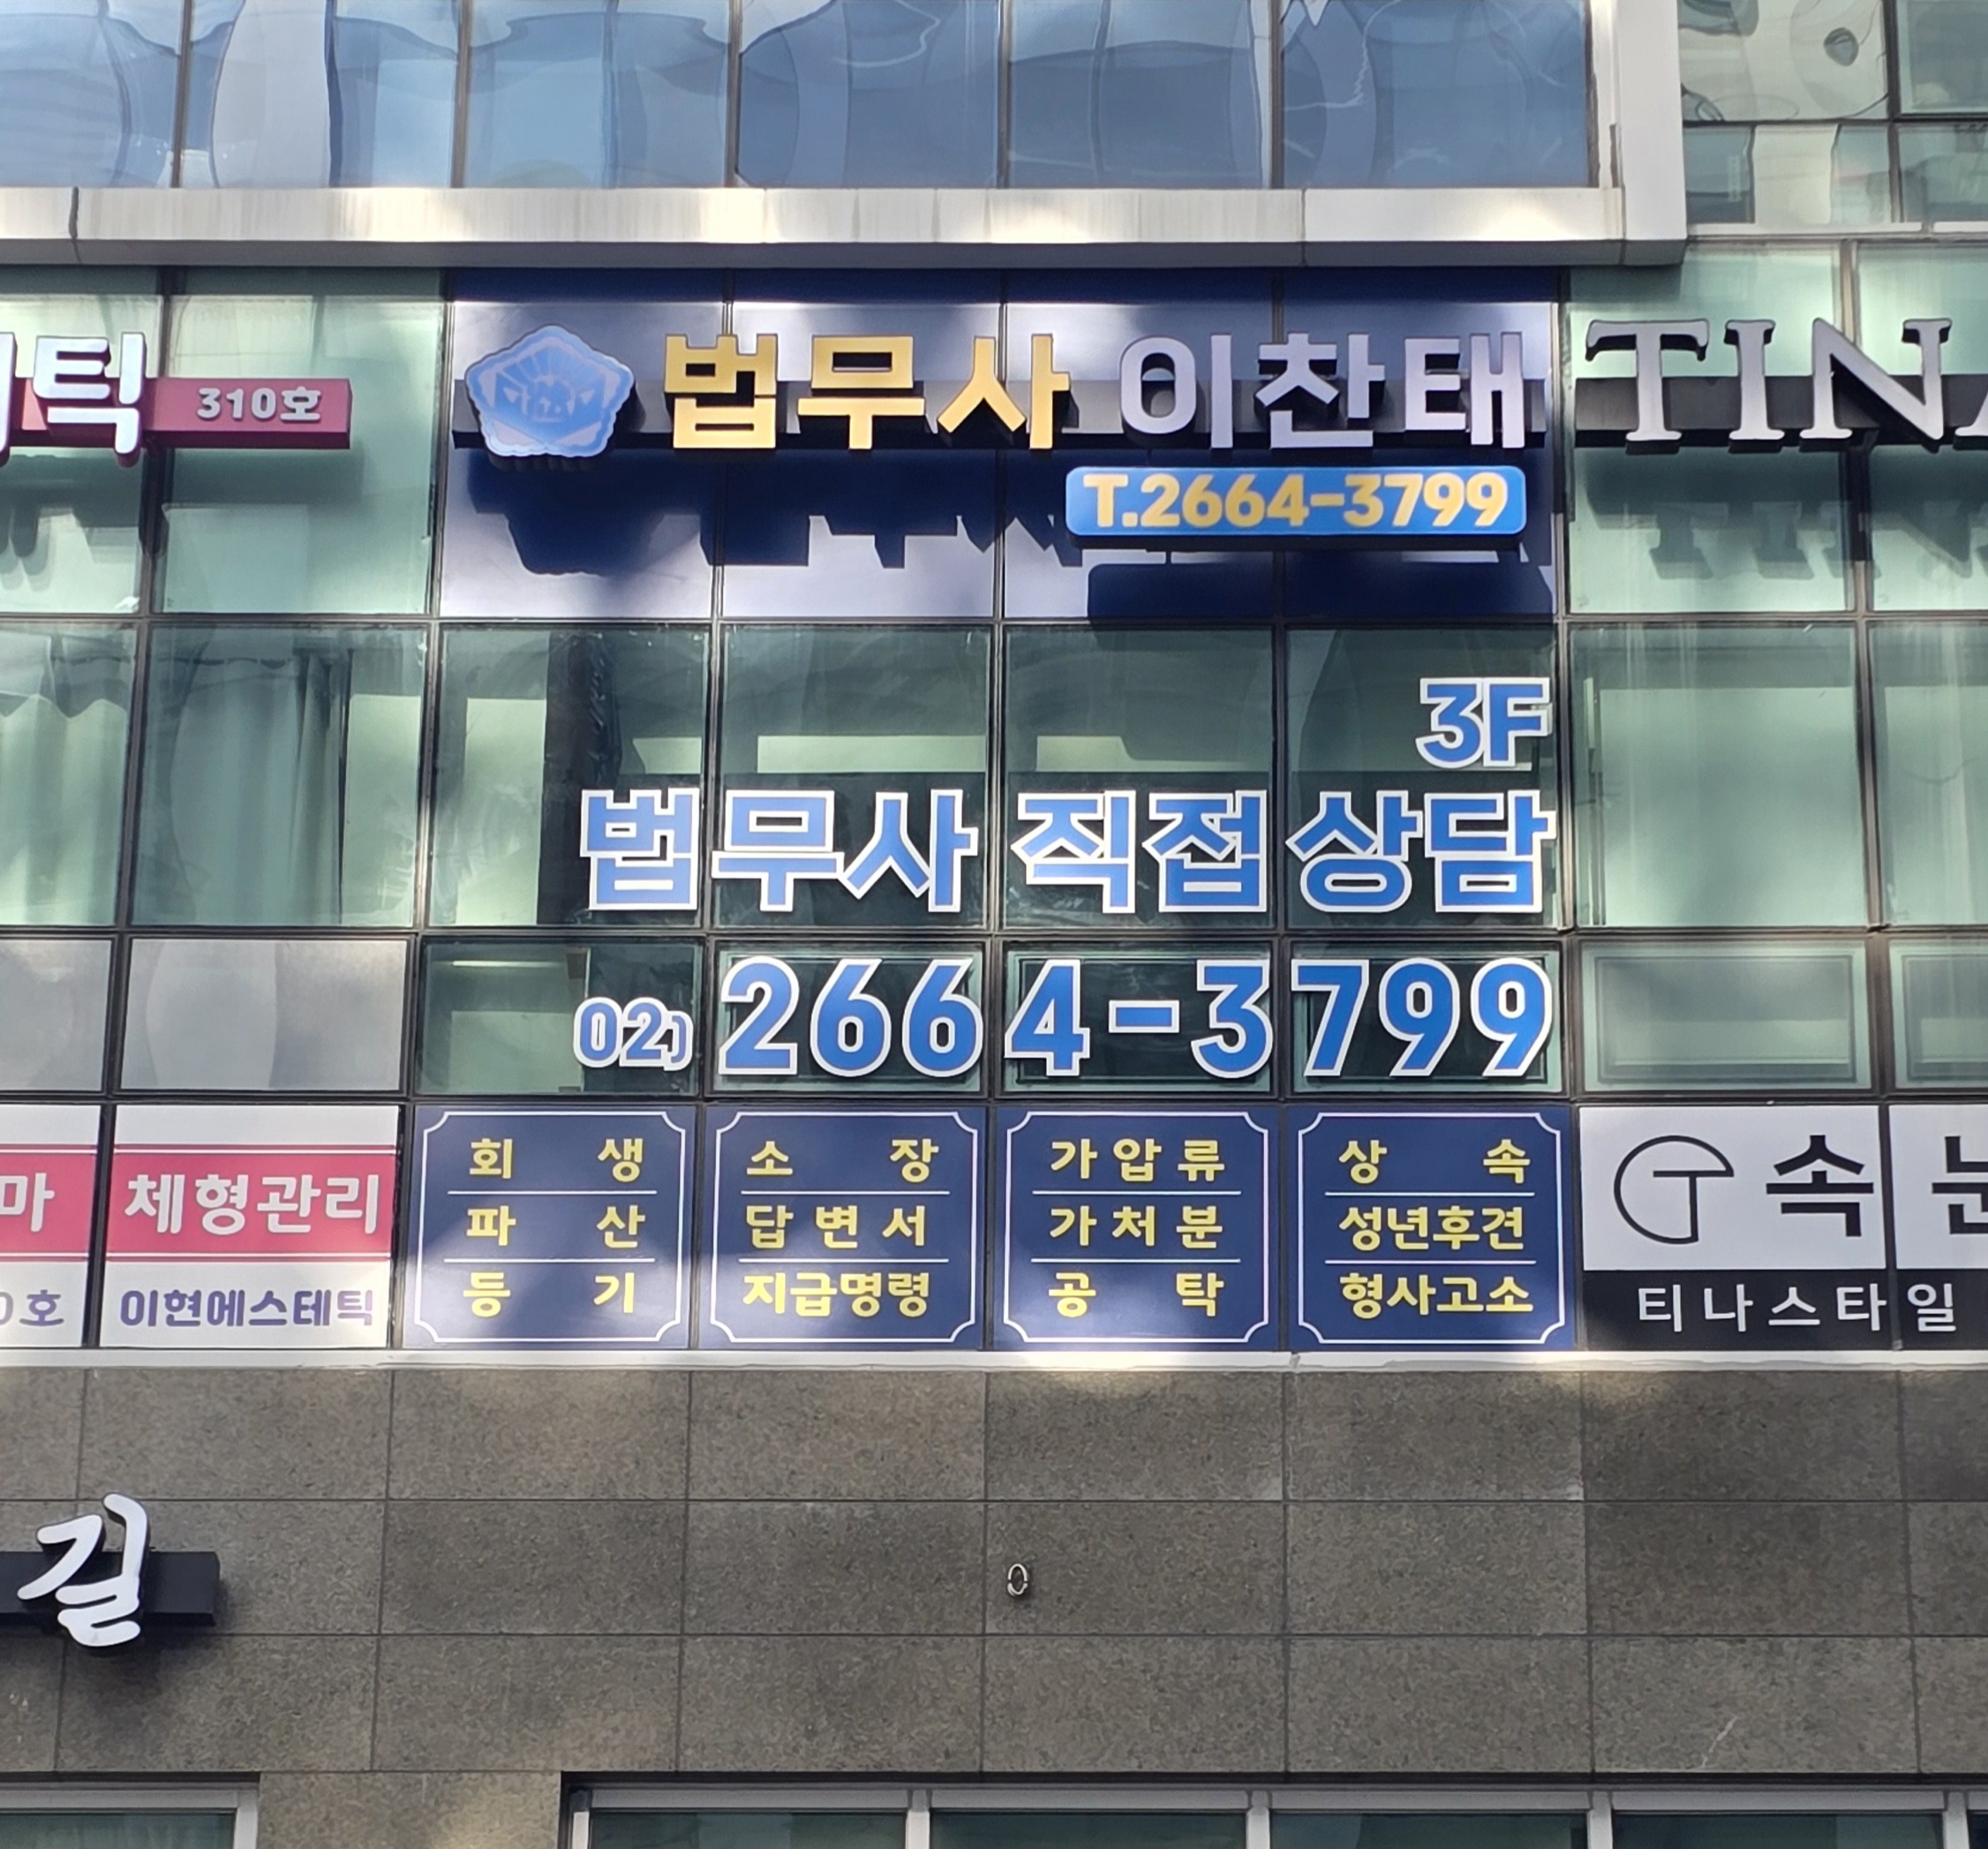 틱 310호
법무사 이찬태
T.2664-3799
TIN
3F
법무사 직접 상담
02) 2664-3799
마 체형관리
0호 이현에스테틱
회생
파산
등기
소장
답변서
지급명령
가압류
가처분
공탁
상속
성년후견
형사고소
속눈
티나스타일
길